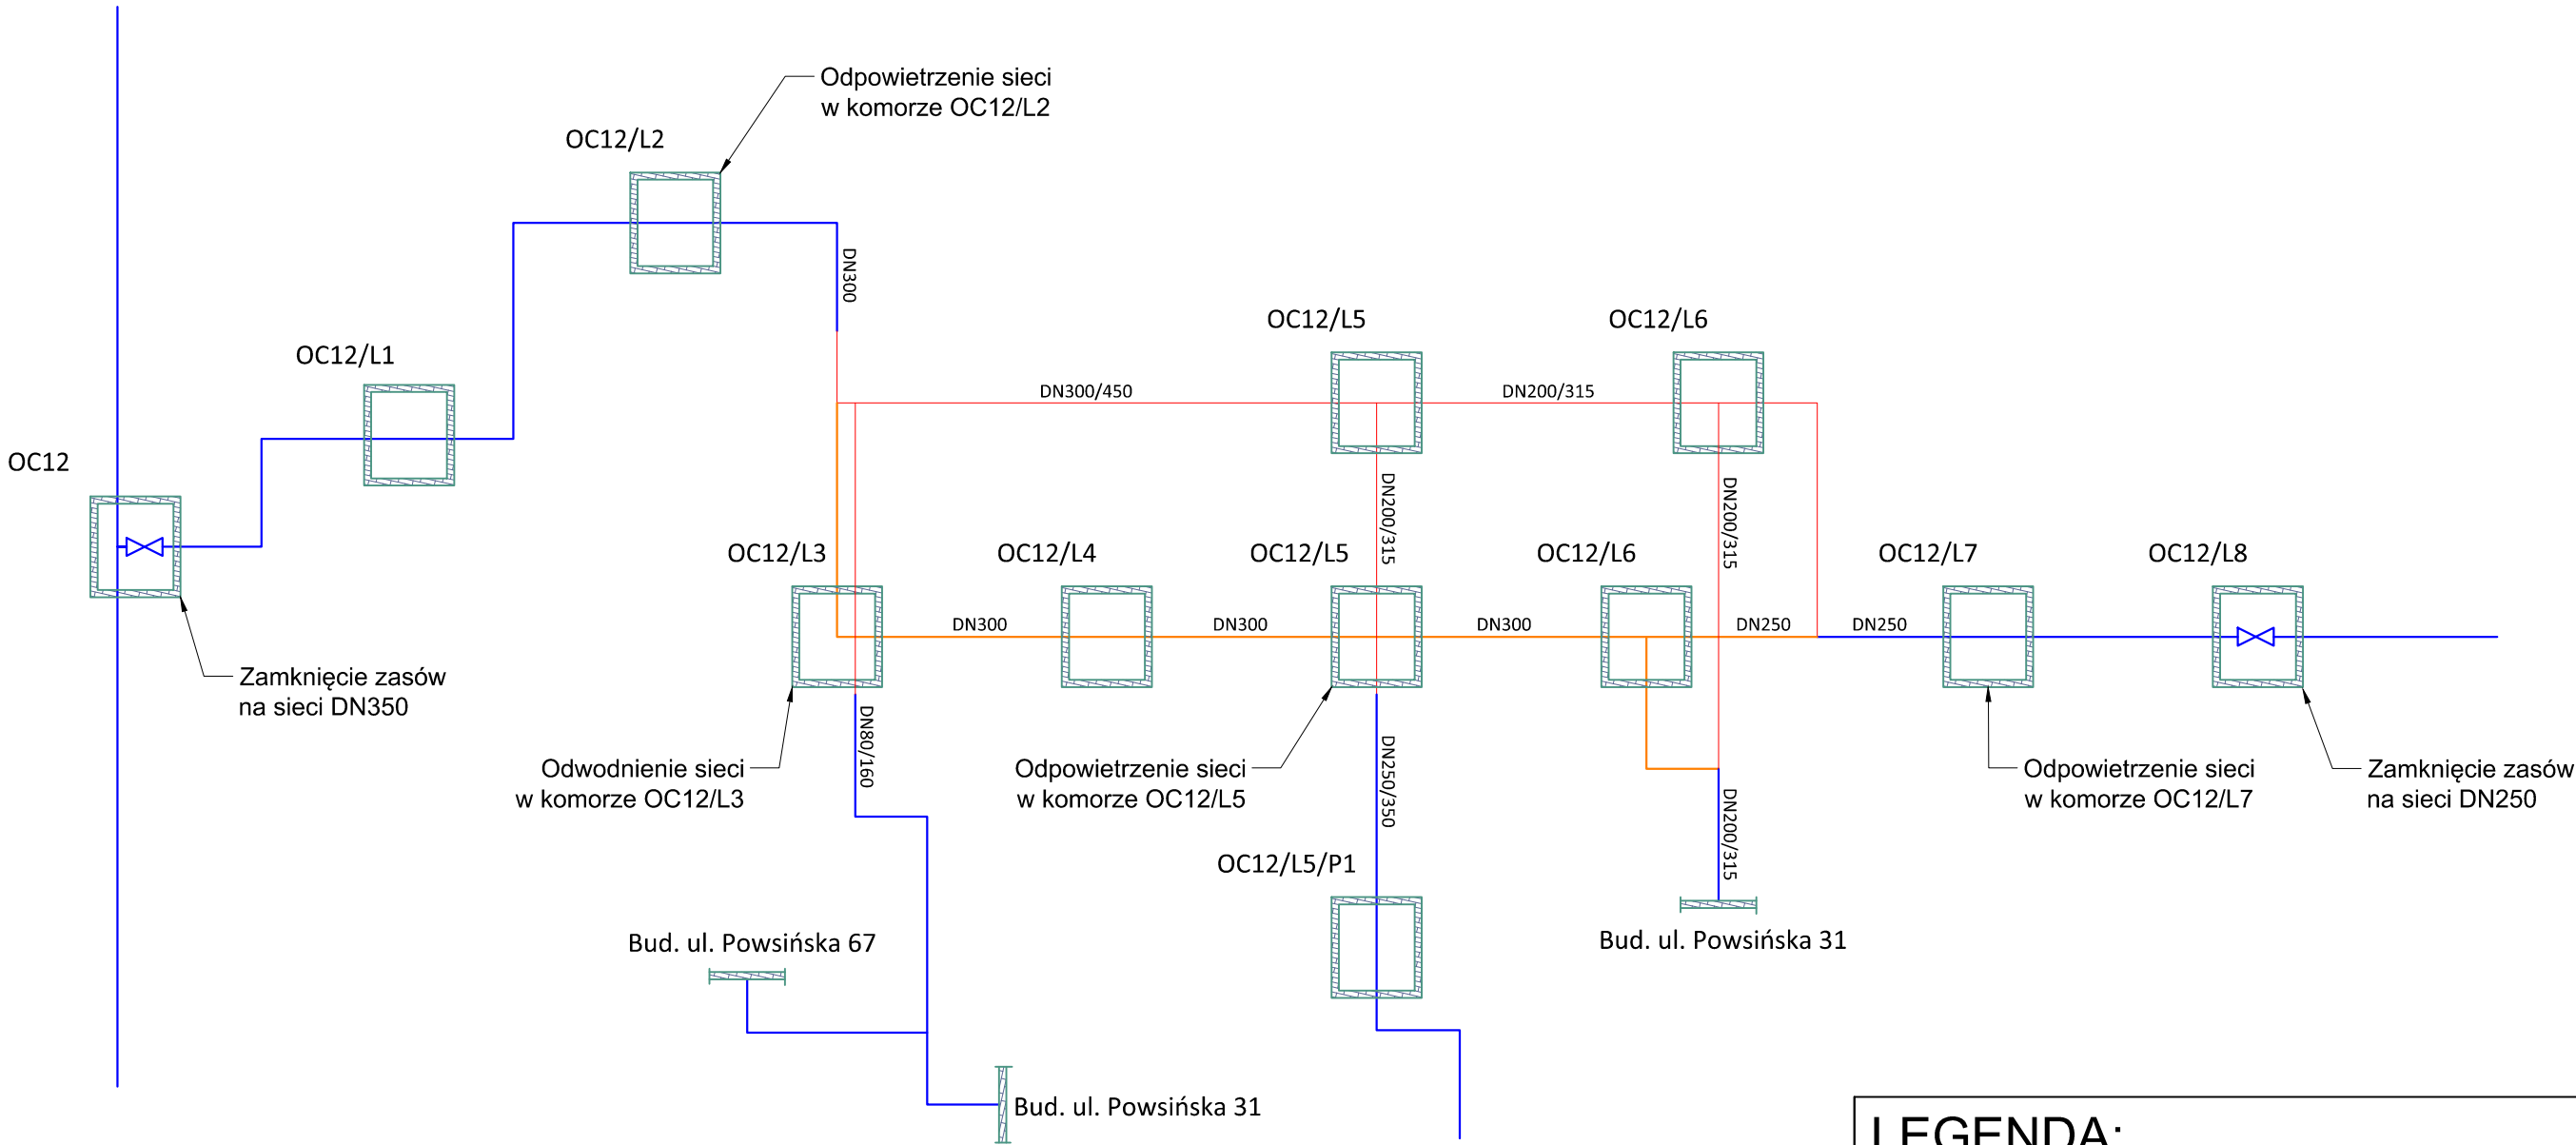 Odpowietrzenie sieci
w komorze OC12/L2
OC12/L2
DN300
OC12/L5
OC12/L6
OC12/L1
DN300/450
DN200/315
OC12
DN200/315
DN200/315
OC12/L3
OC12/L4
OC12/L5
OC12/L6
OC12/L7
OC12/L8
DN300
DN300
DN300
DN250
DN250
Zamknięcie zasów
na sieci DN350
DN80/160
DN250/350
Odwodnienie sieci
w komorze OC12/L3
Odpowietrzenie sieci
w komorze OC12/L5
Odpowietrzenie sieci
w komorze OC12/L7
Zamknięcie zasów
na sieci DN250
DN200/315
OC12/L5/P1
Bud. ul. Powsińska 67
Bud. ul. Powsińska 31
Bud. ul. Powsińska 31
LEGENDA: